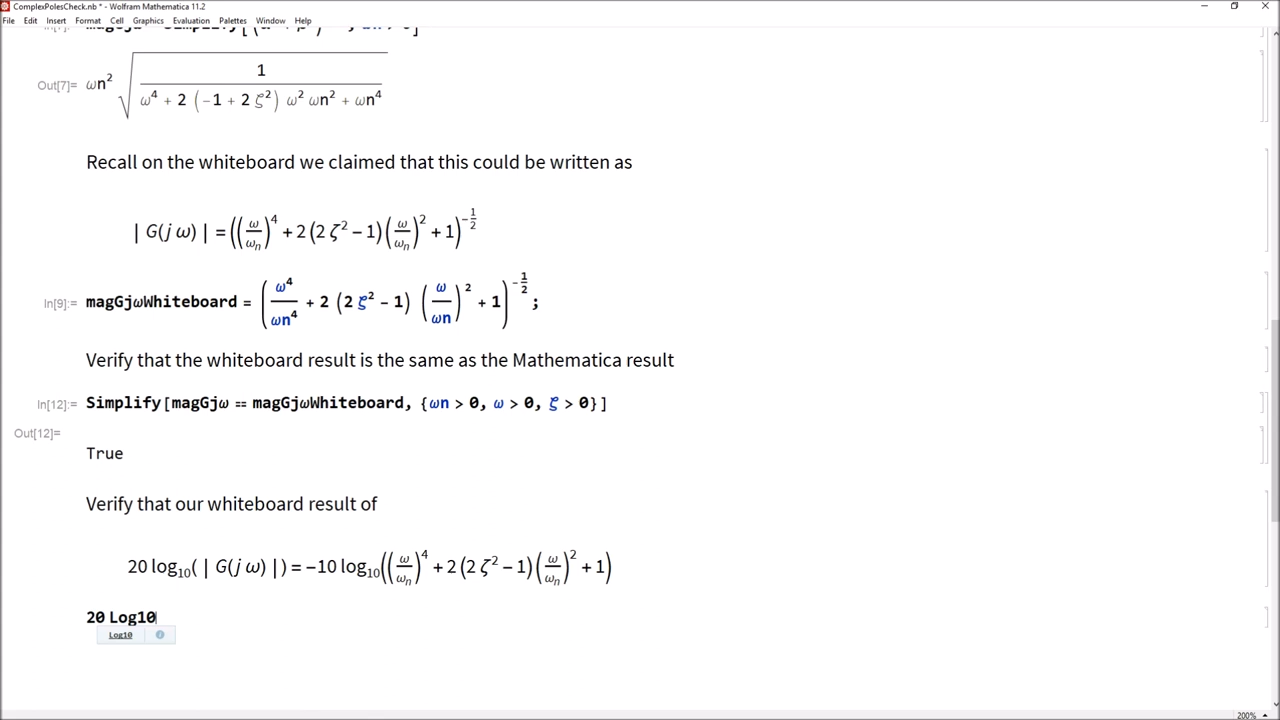 ComplexPolesCheck.nb * - Wolfram Mathematica 11.2
File Edit Insert Format Cell Graphics Evaluation Palettes Window Help
Out[7]= ωn² √(1 / (ω⁴ + 2 (-1 + 2 ζ²) ω² ωn² + ωn⁴))
Recall on the whiteboard we claimed that this could be written as
| G(j ω) | = ((ω/ωₙ)⁴ + 2 (2 ζ² − 1) (ω/ωₙ)² + 1)^(−1/2)
In[9]:= magGjωWhiteboard = (ω⁴/ωn⁴ + 2 (2 ζ² - 1) (ω/ωn)² + 1)^(-1/2) ;
Verify that the whiteboard result is the same as the Mathematica result
In[12]:= Simplify[magGjω == magGjωWhiteboard, {ωn > 0, ω > 0, ζ > 0}]
Out[12]=
True
Verify that our whiteboard result of
20 log₁₀( | G(j ω) |) = −10 log₁₀((ω/ωₙ)⁴ + 2 (2 ζ² − 1) (ω/ωₙ)² + 1)
20 Log10
Log10
200%